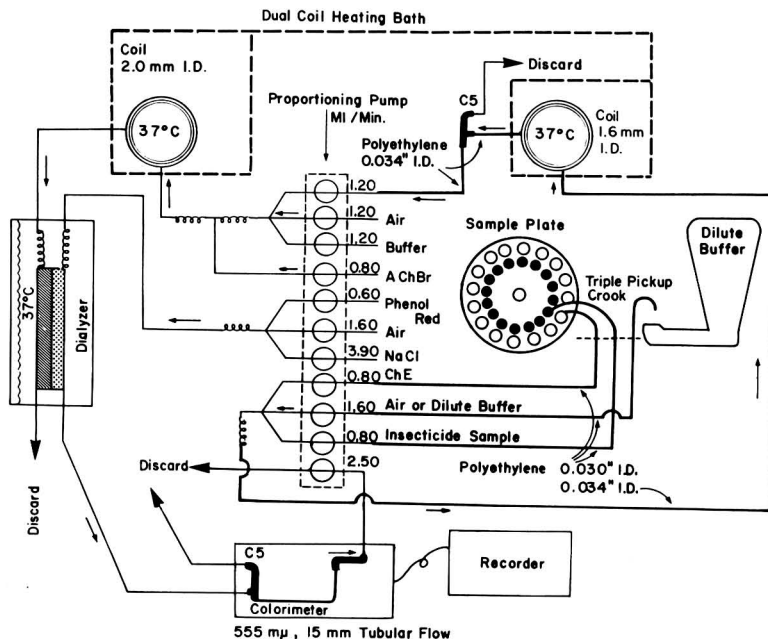 Dual Coil Heating Bath
Coil
2.0 mm I.D.
37°C
Proportioning Pump
Ml /Min.
Discard
C5
37°C
Coil
1.6 mm
I.D.
Polyethylene
0.034" I.D.
1.20
1.20 Air
1.20 Buffer
0.80 AChBr
0.60 Phenol
Red
1.60 Air
3.90 NaCl
0.80 ChE
1.60 Air or Dilute Buffer
0.80 Insecticide Sample
2.50
Sample Plate
Triple Pickup
Crook
Dilute
Buffer
37°C
Dialyzer
Discard
Discard
Polyethylene 0.030" I.D.
0.034" I.D.
C5
Colorimeter
Recorder
555 mμ, 15 mm Tubular Flow